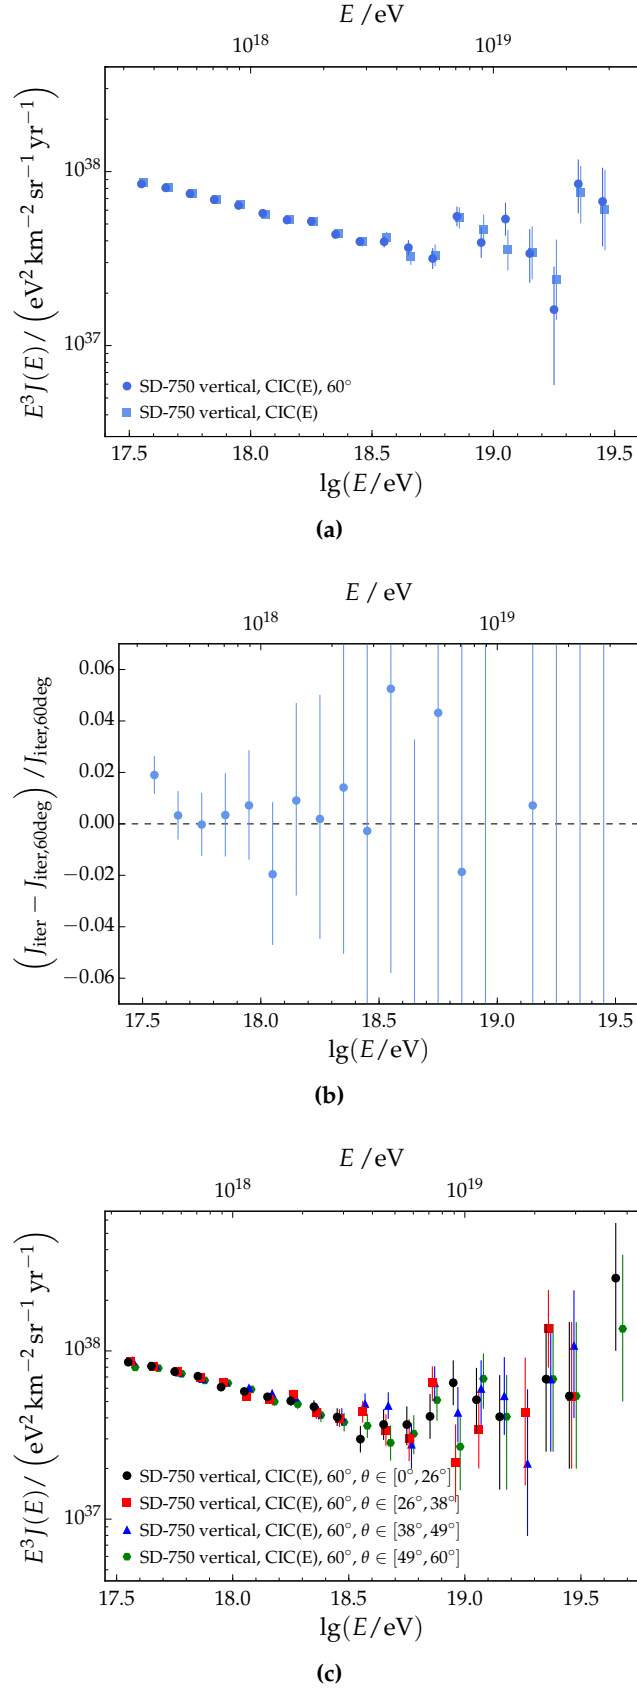 E / eV
10^18 10^19
E^3 J(E) / (eV^2 km^−2 sr^−1 yr^−1)
10^38
10^37
SD-750 vertical, CIC(E), 60°
SD-750 vertical, CIC(E)
17.5 18.0 18.5 19.0 19.5
lg(E/eV)
(a)
E / eV
10^18 10^19
(J_iter − J_iter,60deg) / J_iter,60deg
0.06
0.04
0.02
0.00
−0.02
−0.04
−0.06
17.5 18.0 18.5 19.0 19.5
lg(E/eV)
(b)
E / eV
10^18 10^19
E^3 J(E) / (eV^2 km^−2 sr^−1 yr^−1)
10^38
10^37
SD-750 vertical, CIC(E), 60°, θ ∈ [0°, 26°]
SD-750 vertical, CIC(E), 60°, θ ∈ [26°, 38°]
SD-750 vertical, CIC(E), 60°, θ ∈ [38°, 49°]
SD-750 vertical, CIC(E), 60°, θ ∈ [49°, 60°]
17.5 18.0 18.5 19.0 19.5
lg(E/eV)
(c)